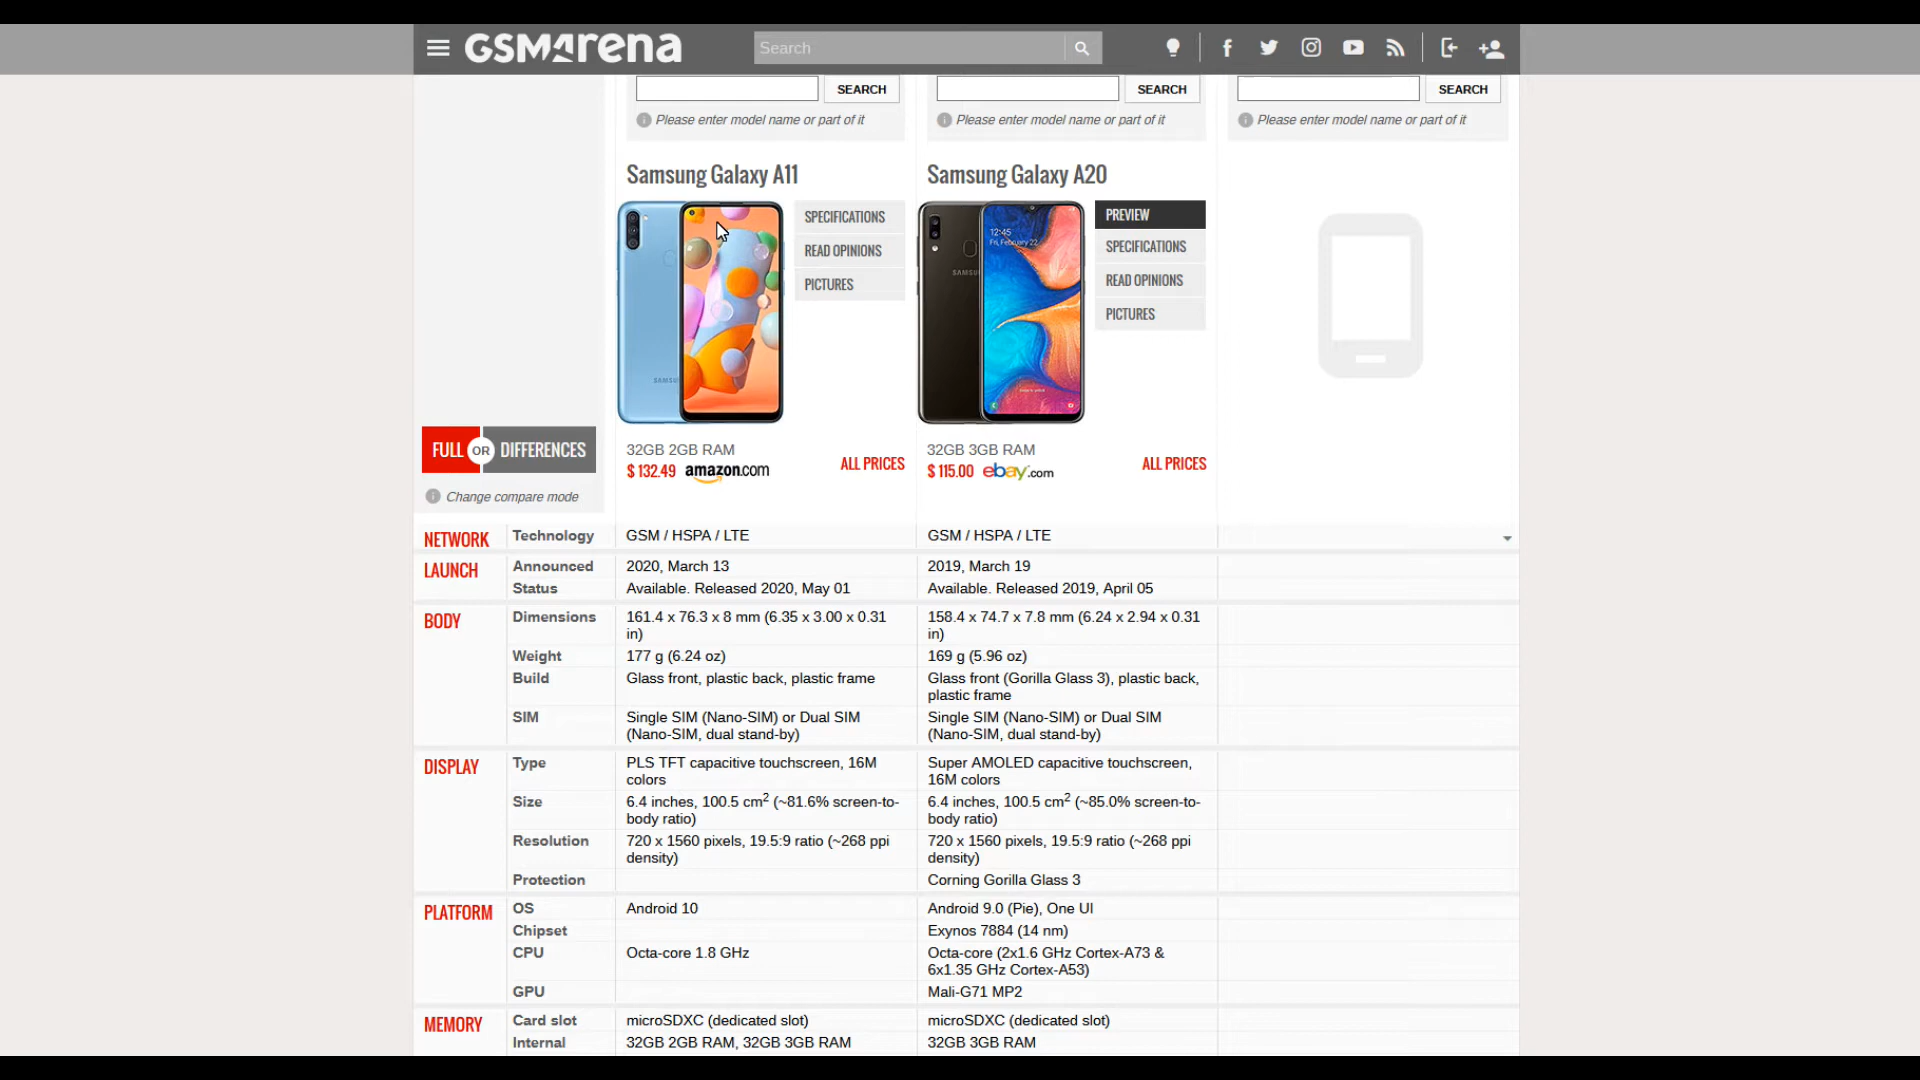 GSMarena
Search
SEARCH
SEARCH
SEARCH
Please enter model name or part of it
Please enter model name or part of it
Please enter model name or part of it
Samsung Galaxy A11
SPECIFICATIONS
READ OPINIONS
PICTURES
SAMSUNG
32GB 2GB RAM
$ 132.49 amazon.com
ALL PRICES
Samsung Galaxy A20
12:45
Fri, February 22
PREVIEW
SPECIFICATIONS
READ OPINIONS
PICTURES
32GB 3GB RAM
$ 115.00 ebay.com
ALL PRICES
FULL OR DIFFERENCES
Change compare mode
NETWORK Technology GSM / HSPA / LTE GSM / HSPA / LTE
LAUNCH Announced 2020, March 13 2019, March 19
Status Available. Released 2020, May 01 Available. Released 2019, April 05
BODY Dimensions 161.4 x 76.3 x 8 mm (6.35 x 3.00 x 0.31 158.4 x 74.7 x 7.8 mm (6.24 x 2.94 x 0.31
in) in)
Weight 177 g (6.24 oz) 169 g (5.96 oz)
Build Glass front, plastic back, plastic frame Glass front (Gorilla Glass 3), plastic back,
plastic frame
SIM Single SIM (Nano-SIM) or Dual SIM Single SIM (Nano-SIM) or Dual SIM
(Nano-SIM, dual stand-by) (Nano-SIM, dual stand-by)
DISPLAY Type PLS TFT capacitive touchscreen, 16M Super AMOLED capacitive touchscreen,
colors 16M colors
Size 6.4 inches, 100.5 cm2 (~81.6% screen-to- 6.4 inches, 100.5 cm2 (~85.0% screen-to-
body ratio) body ratio)
Resolution 720 x 1560 pixels, 19.5:9 ratio (~268 ppi 720 x 1560 pixels, 19.5:9 ratio (~268 ppi
density) density)
Protection Corning Gorilla Glass 3
PLATFORM OS Android 10 Android 9.0 (Pie), One UI
Chipset Exynos 7884 (14 nm)
CPU Octa-core 1.8 GHz Octa-core (2x1.6 GHz Cortex-A73 &
6x1.35 GHz Cortex-A53)
GPU Mali-G71 MP2
MEMORY Card slot microSDXC (dedicated slot) microSDXC (dedicated slot)
Internal 32GB 2GB RAM, 32GB 3GB RAM 32GB 3GB RAM